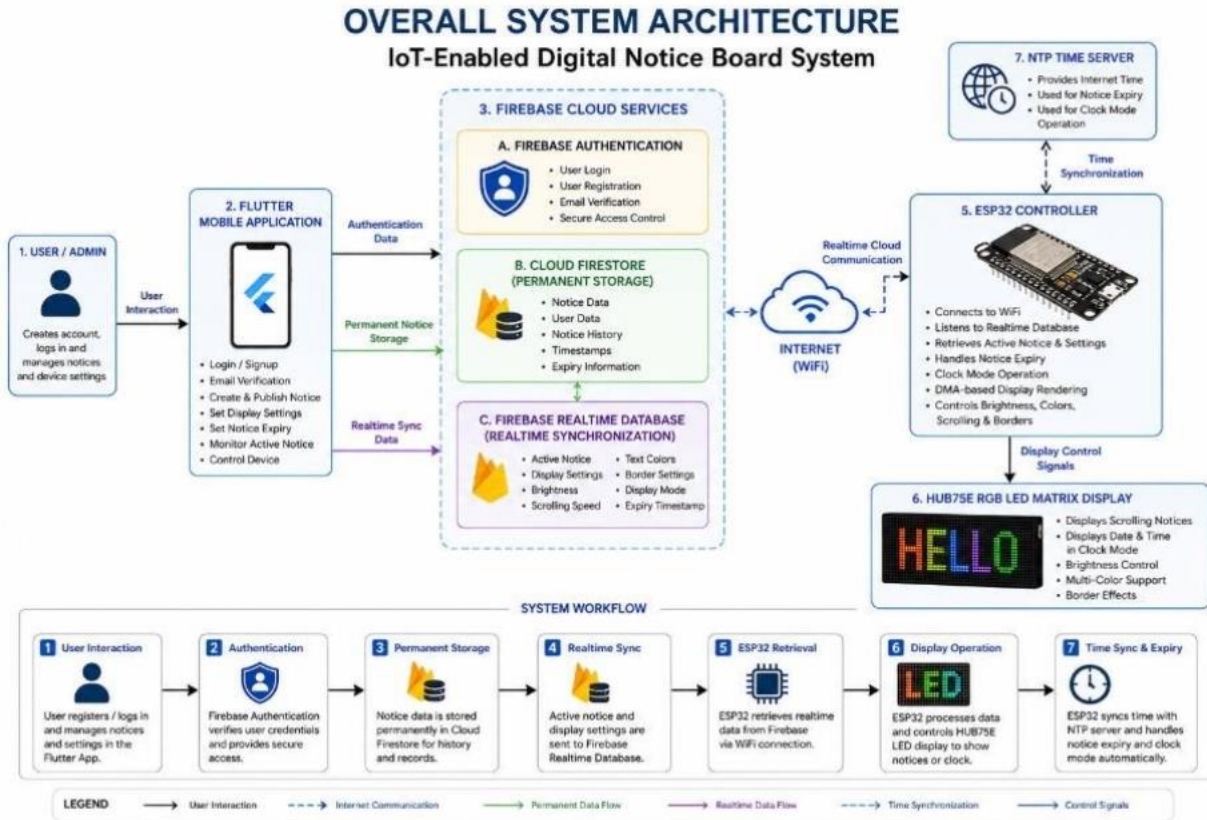 OVERALL SYSTEM ARCHITECTURE
IoT-Enabled Digital Notice Board System
1. USER / ADMIN
Creates account,
logs in and
manages notices
and device settings
User
Interaction
2. FLUTTER
MOBILE APPLICATION
• Login / Signup
• Email Verification
• Create & Publish Notice
• Set Display Settings
• Set Notice Expiry
• Monitor Active Notice
• Control Device
Authentication
Data
Permanent Notice
Storage
Realtime Sync
Data
3. FIREBASE CLOUD SERVICES
A. FIREBASE AUTHENTICATION
• User Login
• User Registration
• Email Verification
• Secure Access Control
B. CLOUD FIRESTORE
(PERMANENT STORAGE)
• Notice Data
• User Data
• Notice History
• Timestamps
• Expiry Information
C. FIREBASE REALTIME DATABASE
(REALTIME SYNCHRONIZATION)
• Active Notice
• Display Settings
• Brightness
• Scrolling Speed
• Text Colors
• Border Settings
• Display Mode
• Expiry Timestamp
INTERNET
(WiFi)
Realtime Cloud
Communication
7. NTP TIME SERVER
• Provides Internet Time
• Used for Notice Expiry
• Used for Clock Mode
Operation
Time
Synchronization
5. ESP32 CONTROLLER
• Connects to WiFi
• Listens to Realtime Database
• Retrieves Active Notice & Settings
• Handles Notice Expiry
• Clock Mode Operation
• DMA-based Display Rendering
• Controls Brightness, Colors,
Scrolling & Borders
Display Control
Signals
6. HUB75E RGB LED MATRIX DISPLAY
HELLO
• Displays Scrolling Notices
• Displays Date & Time
in Clock Mode
• Brightness Control
• Multi-Color Support
• Border Effects
SYSTEM WORKFLOW
1 User Interaction
User registers / logs in
and manages notices
and settings in the
Flutter App.
2 Authentication
Firebase Authentication
verifies user credentials
and provides secure
access.
3 Permanent Storage
Notice data is stored
permanently in Cloud
Firestore for history
and records.
4 Realtime Sync
Active notice and
display settings are
sent to Firebase
Realtime Database.
5 ESP32 Retrieval
ESP32 retrieves realtime
data from Firebase
via WiFi connection.
6 Display Operation
LED
ESP32 processes data
and controls HUB75E
LED display to show
notices or clock.
7 Time Sync & Expiry
ESP32 syncs time with
NTP server and handles
notice expiry and clock
mode automatically.
LEGEND
User Interaction
Internet Communication
Permanent Data Flow
Realtime Data Flow
Time Synchronization
Control Signals